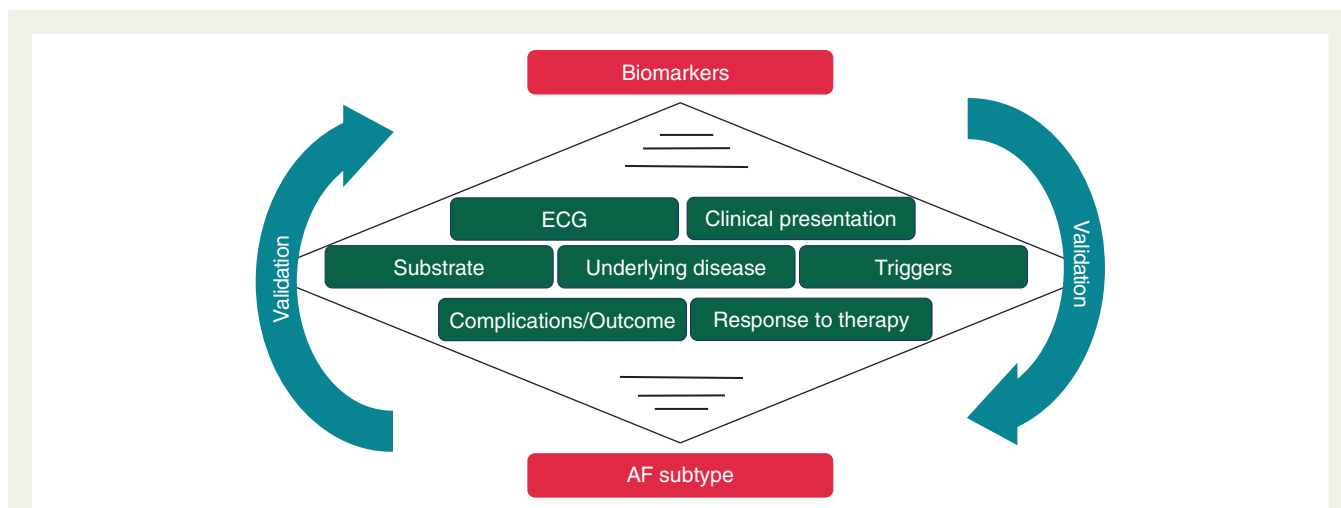 Biomarkers
ECG
Clinical presentation
Validation
Substrate
Underlying disease
Triggers
Validation
Complications/Outcome
Response to therapy
AF subtype